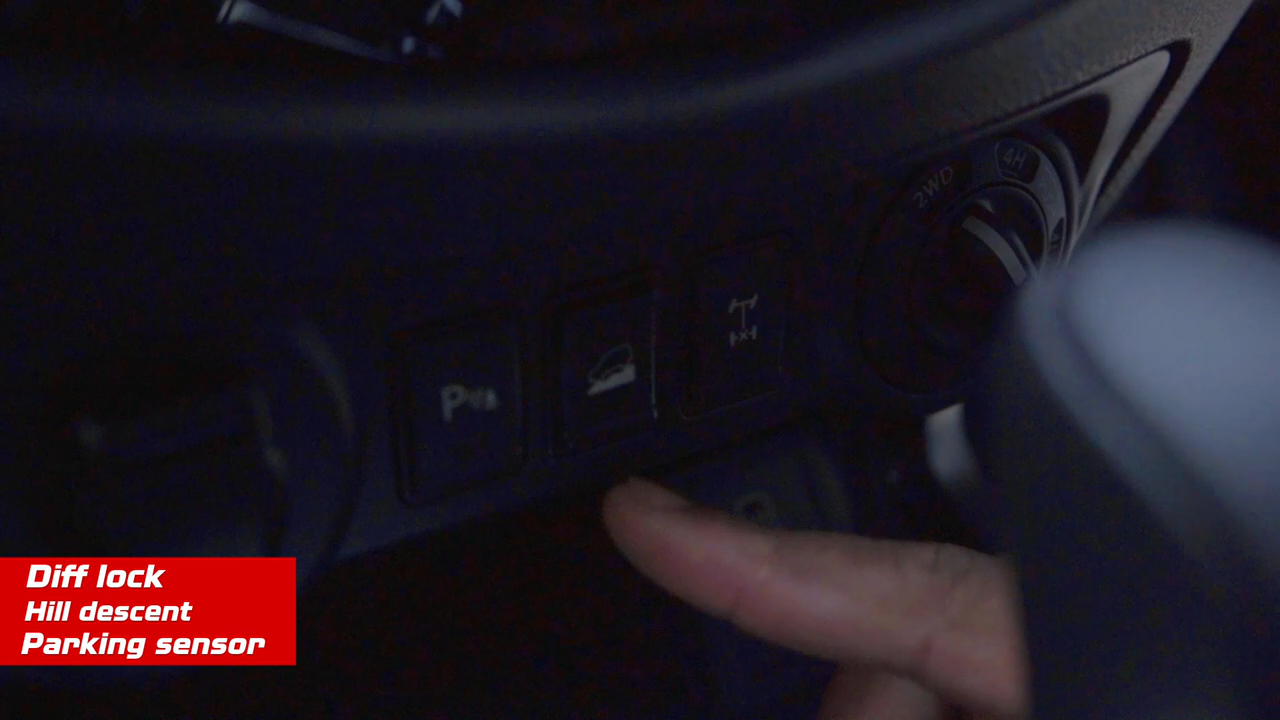 4H
2WD
P
Diff lock
Hill descent
Parking sensor